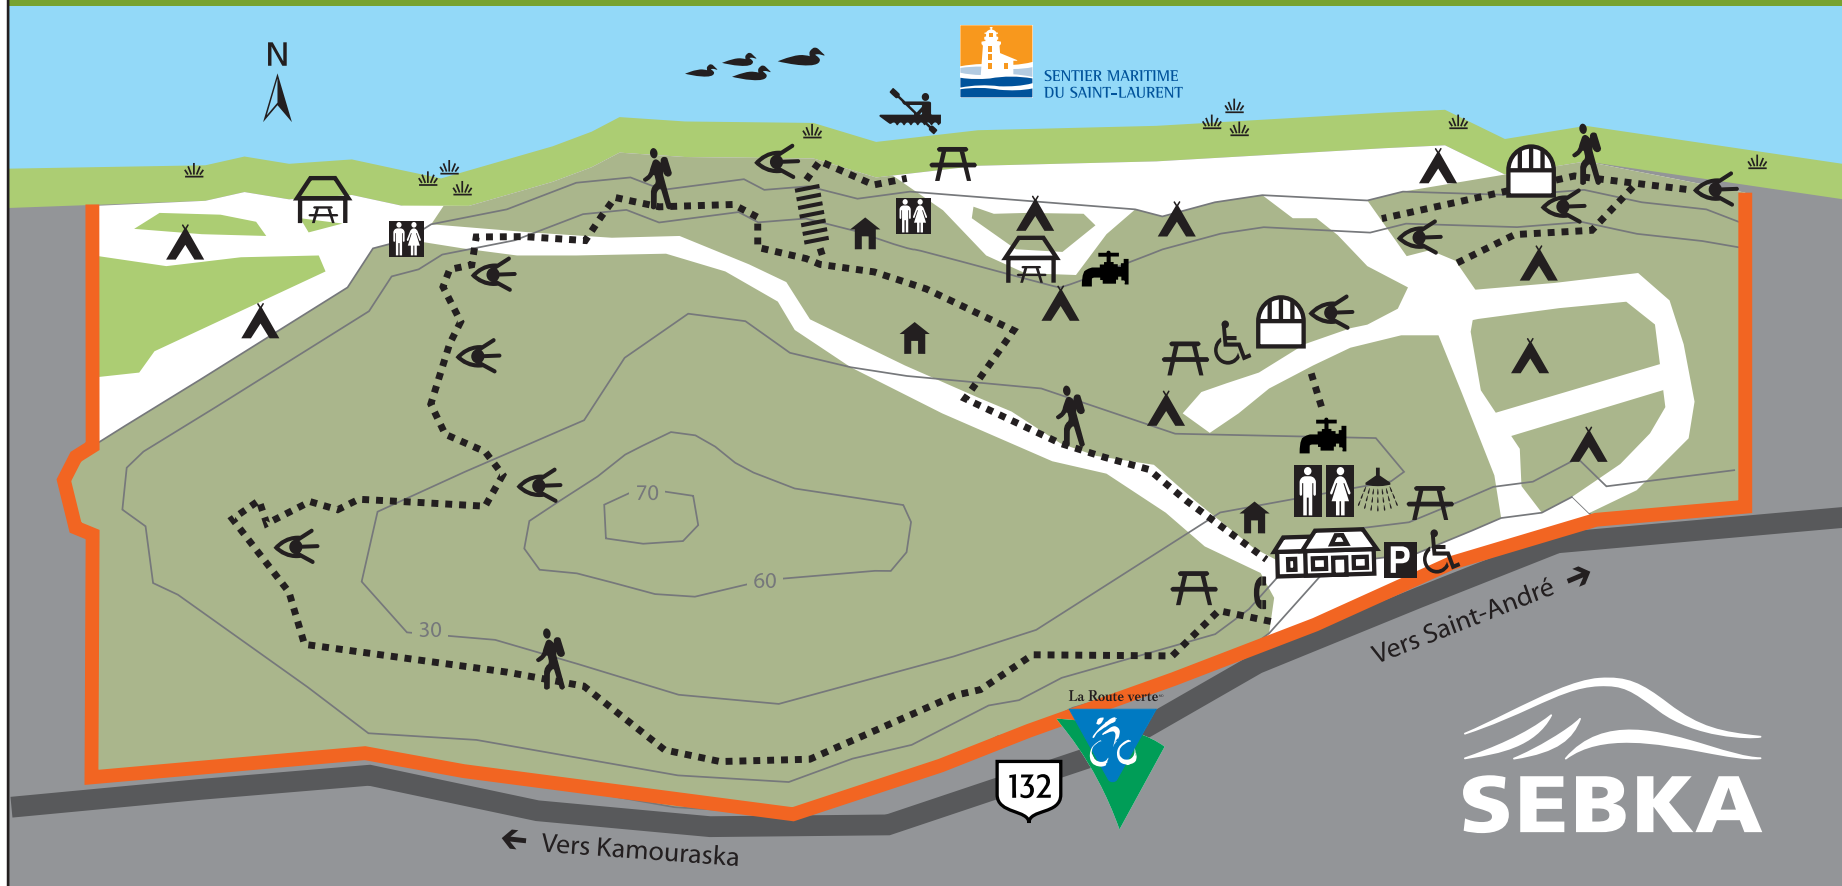 N
SENTIER MARITIME
DU SAINT-LAURENT
70
60
30
P
Vers Saint-André
La Route verte
132
Vers Kamouraska
SEBKA